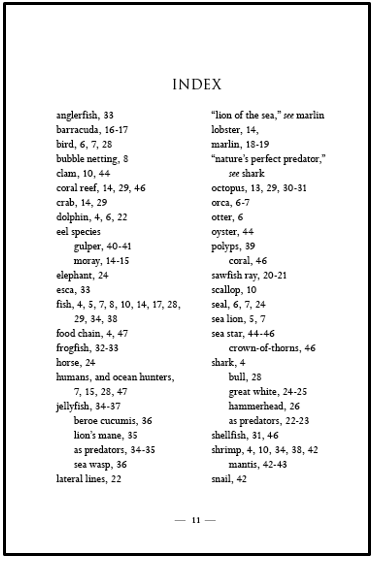 INDEX
anglerfish, 33
barracuda, 16-17
bird, 6, 7, 28
bubble netting, 8
clam, 10, 44
coral reef, 14, 29, 46
crab, 14, 29
dolphin, 4, 6, 22
eel species
gulper, 40-41
moray, 14-15
elephant, 24
esca, 33
fish, 4, 5, 7, 8, 10, 14, 17, 28,
29, 34, 38
food chain, 4, 47
frogfish, 32-33
horse, 24
humans, and ocean hunters,
7, 15, 28, 47
jellyfish, 34-37
beroe cucumis, 36
lion's mane, 35
as predators, 34-35
sea wasp, 36
lateral lines, 22
“lion of the sea,” see marlin
lobster, 14,
marlin, 18-19
“nature's perfect predator,”
see shark
octopus, 13, 29, 30-31
orca, 6-7
otter, 6
oyster, 44
polyps, 39
coral, 46
sawfish ray, 20-21
scallop, 10
seal, 6, 7, 24
sea lion, 5, 7
sea star, 44-46
crown-of-thorns, 46
shark, 4
bull, 28
great white, 24-25
hammerhead, 26
as predators, 22-23
shellfish, 31, 46
shrimp, 4, 10, 34, 38, 42
mantis, 42-43
snail, 42
— 11 —